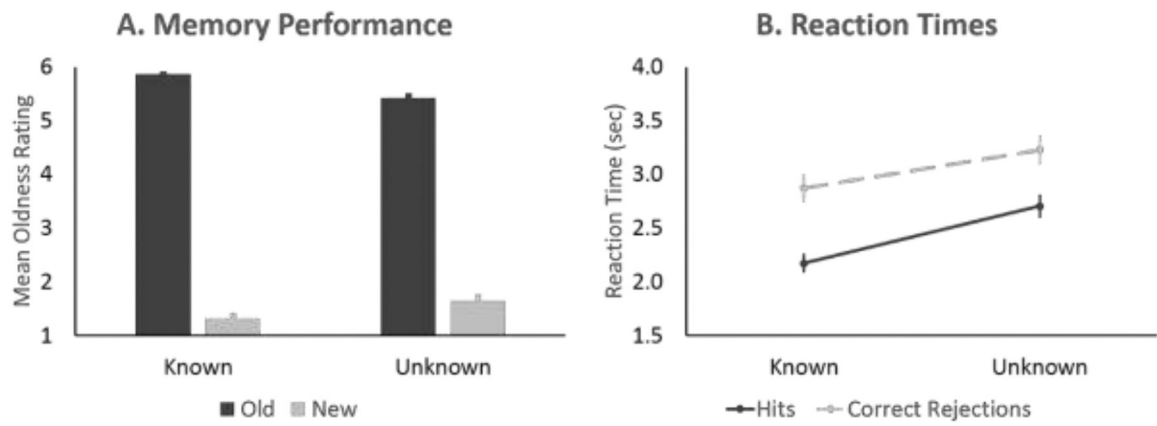 A. Memory Performance
6
5
4
3
2
1
Mean Oldness Rating
Known Unknown
Old New
B. Reaction Times
4.0
3.5
3.0
2.5
2.0
1.5
Reaction Time (sec)
Known Unknown
Hits Correct Rejections